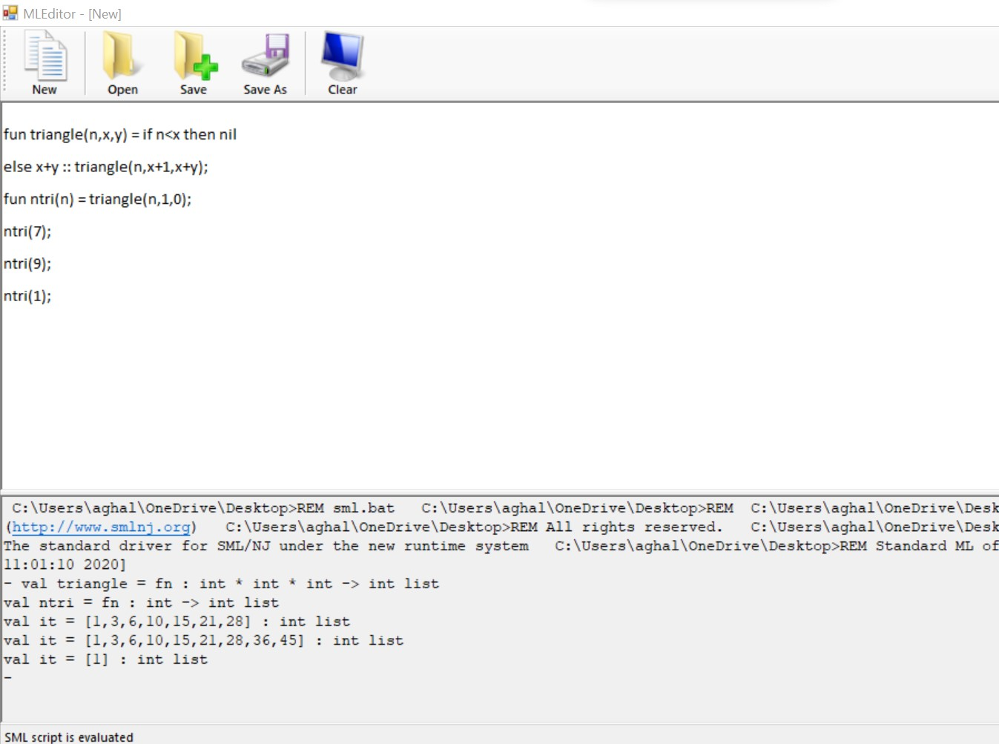 MLEditor - [New]
New Open Save Save As Clear
fun triangle(n,x,y) = if n<x then nil
else x+y :: triangle(n,x+1,x+y);
fun ntri(n) = triangle(n,1,0);
ntri(7);
ntri(9);
ntri(1);
C:\Users\aghal\OneDrive\Desktop>REM sml.bat   C:\Users\aghal\OneDrive\Desktop>REM  C:\Users\aghal\OneDrive\Desk
(http://www.smlnj.org)   C:\Users\aghal\OneDrive\Desktop>REM All rights reserved.   C:\Users\aghal\OneDrive\Desk
The standard driver for SML/NJ under the new runtime system   C:\Users\aghal\OneDrive\Desktop>REM Standard ML of
11:01:10 2020]
- val triangle = fn : int * int * int -> int list
val ntri = fn : int -> int list
val it = [1,3,6,10,15,21,28] : int list
val it = [1,3,6,10,15,21,28,36,45] : int list
val it = [1] : int list
-
SML script is evaluated